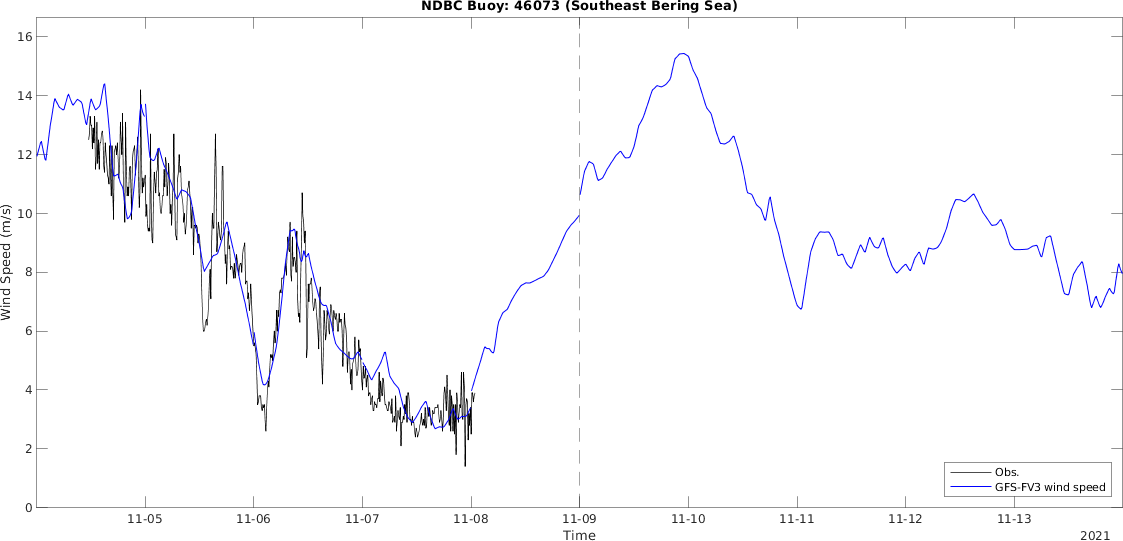 NDBC Buoy: 46073 (Southeast Bering Sea)
16
14
12
10
8
6
4
2
0
Wind Speed (m/s)
11-05 11-06 11-07 11-08 11-09 11-10 11-11 11-12 11-13
Time
2021
Obs.
GFS-FV3 wind speed